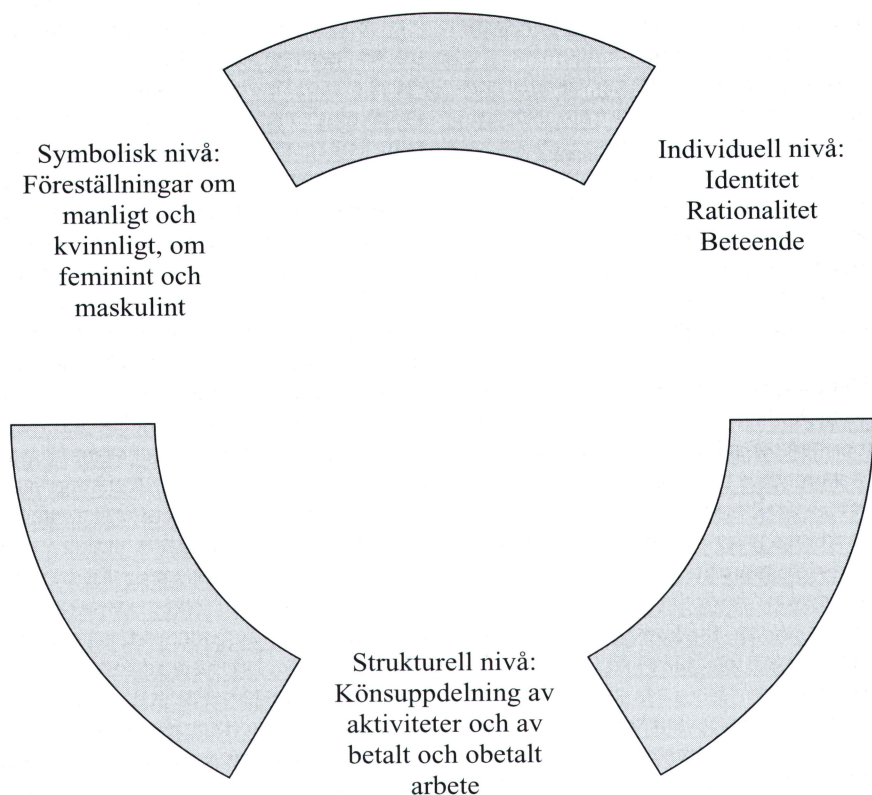 Symbolisk nivå:
Föreställningar om
manligt och
kvinnligt, om
feminint och
maskulint
Individuell nivå:
Identitet
Rationalitet
Beteende
Strukturell nivå:
Könsuppdelning av
aktiviteter och av
betalt och obetalt
arbete